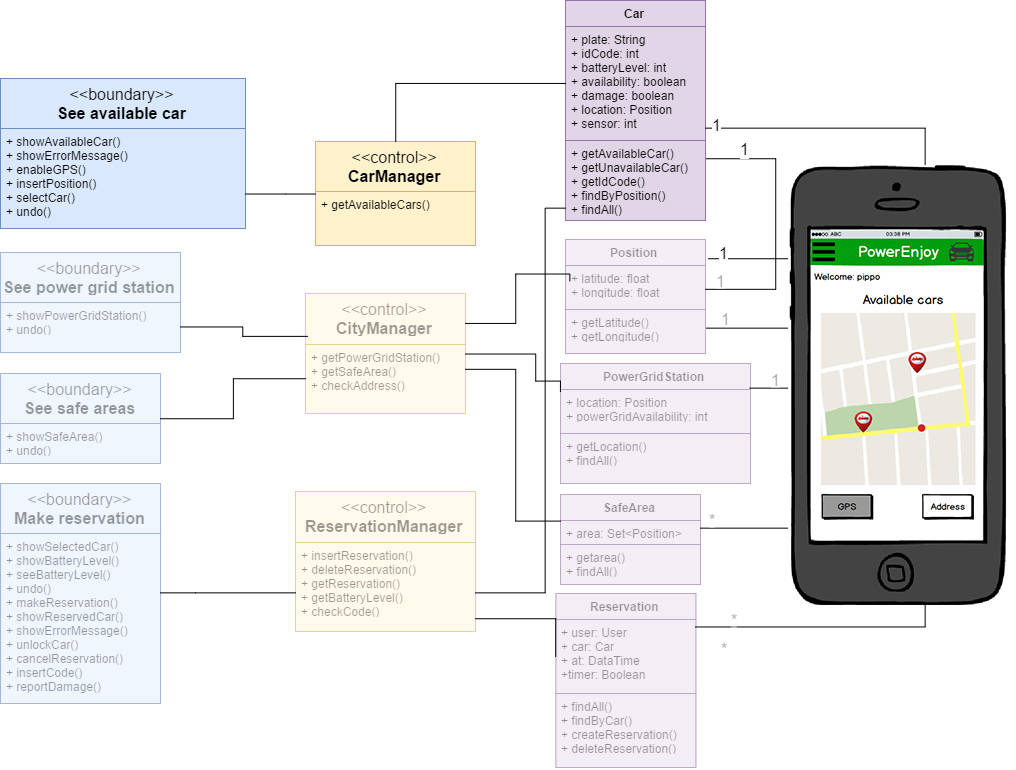 <<boundary>>
See available car
+ showAvailableCar()
+ showErrorMessage()
+ enableGPS()
+ insertPosition()
+ selectCar()
+ undo()
<<boundary>>
See power grid station
+ showPowerGridStation()
+ undo()
<<boundary>>
See safe areas
+ showSafeArea()
+ undo()
<<boundary>>
Make reservation
+ showSelectedCar()
+ showBatteryLevel()
+ seeBatteryLevel()
+ undo()
+ makeReservation()
+ showReservedCar()
+ showErrorMessage()
+ unlockCar()
+ cancelReservation()
+ insertCode()
+ reportDamage()
<<control>>
CarManager
+ getAvailableCars()
<<control>>
CityManager
+ getPowerGridStation()
+ getSafeArea()
+ checkAddress()
<<control>>
ReservationManager
+ insertReservation()
+ deleteReservation()
+ getReservation()
+ getBatteryLevel()
+ checkCode()
Car
+ plate: String
+ idCode: int
+ batteryLevel: int
+ availability: boolean
+ damage: boolean
+ location: Position
+ sensor: int
+ getAvailableCar()
+ getUnavailableCar()
+ getIdCode()
+ findByPosition()
+ findAll()
Position
+ latitude: float
+ longitude: float
+ getLatitude()
+ getLongitude()
PowerGridStation
+ location: Position
+ powerGridAvailability: int
+ getLocation()
+ findAll()
SafeArea
+ area: Set<Position>
+ getarea()
+ findAll()
Reservation
+ user: User
+ car: Car
+ at: DataTime
+timer: Boolean
+ findAll()
+ findByCar()
+ createReservation()
+ deleteReservation()
1
1
1
1
1
1
*
*
*
ABC 03:38 PM
PowerEnjoy
Welcome: pippo
Available cars
GPS
Address